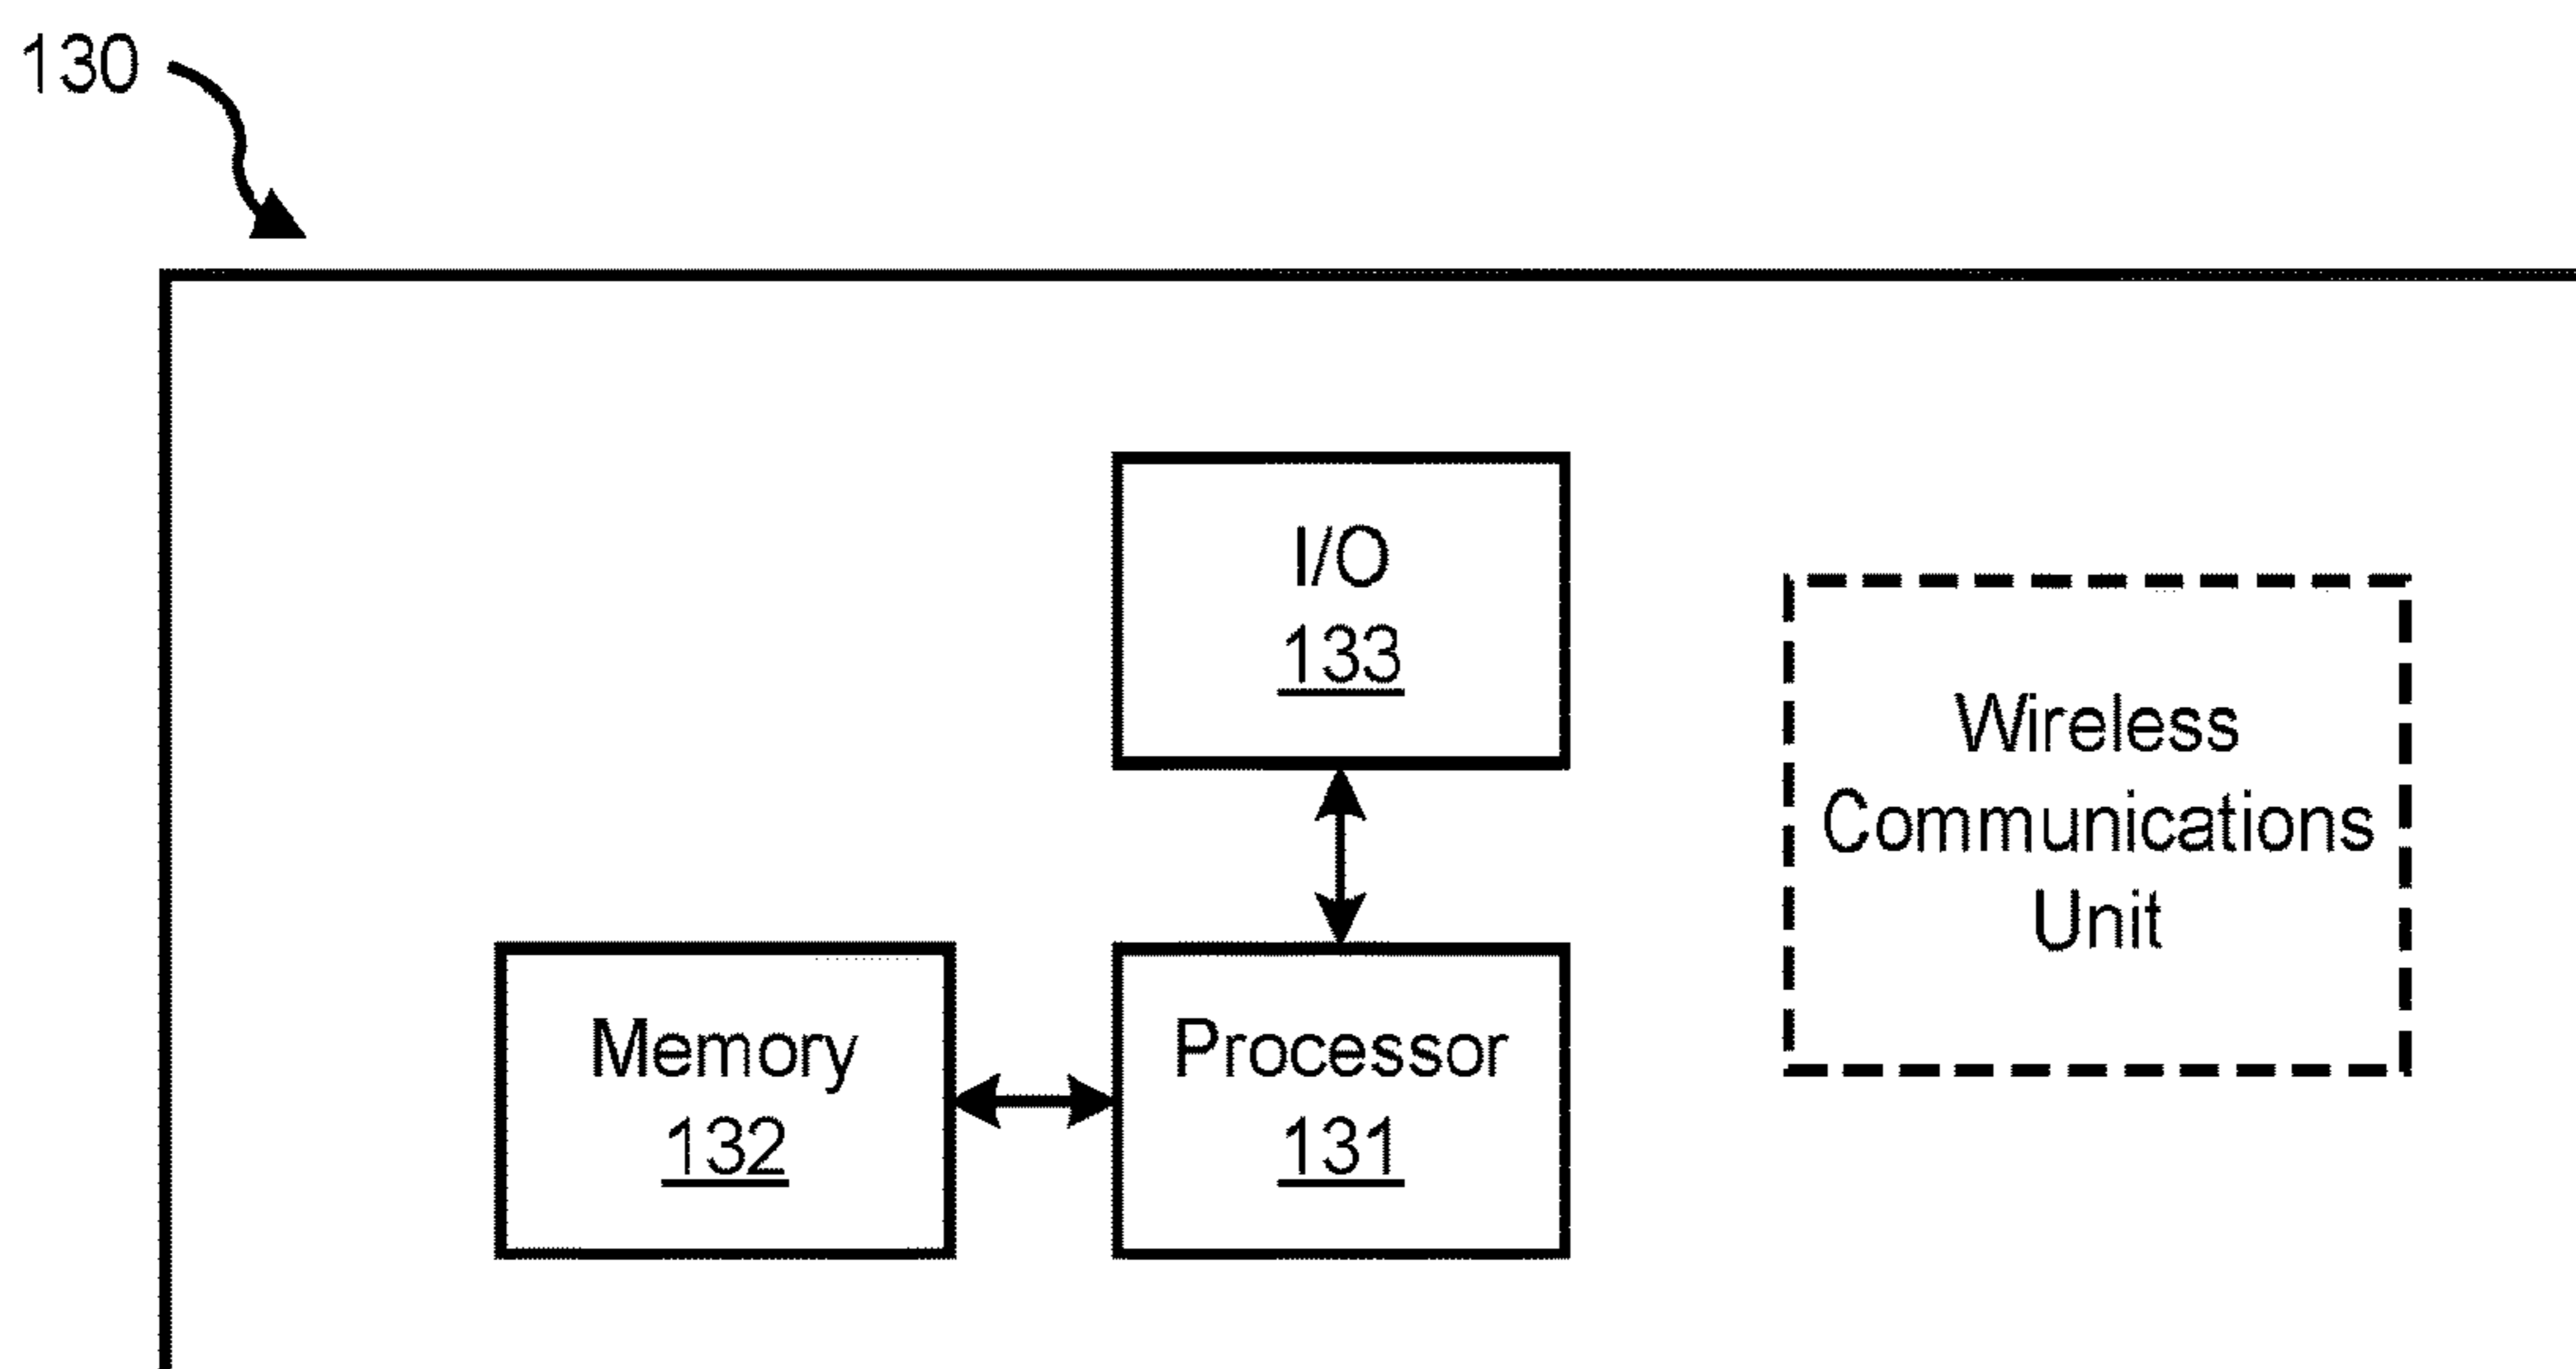 130
I/O
133
Wireless
Communications
Unit
Memory
132
Processor
131